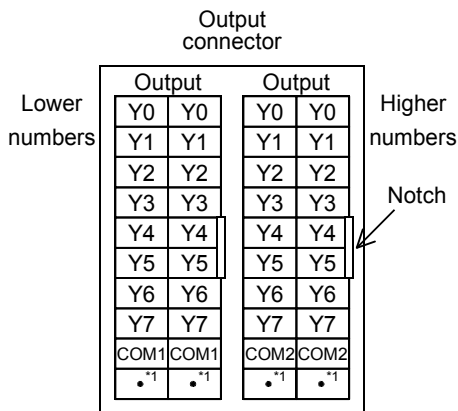 Output
connector
Output Output
Lower
numbers
Higher
numbers
Notch
Y0 Y0 Y0 Y0
Y1 Y1 Y1 Y1
Y2 Y2 Y2 Y2
Y3 Y3 Y3 Y3
Y4 Y4 Y4 Y4
Y5 Y5 Y5 Y5
Y6 Y6 Y6 Y6
Y7 Y7 Y7 Y7
COM1 COM1 COM2 COM2
•*1 •*1 •*1 •*1